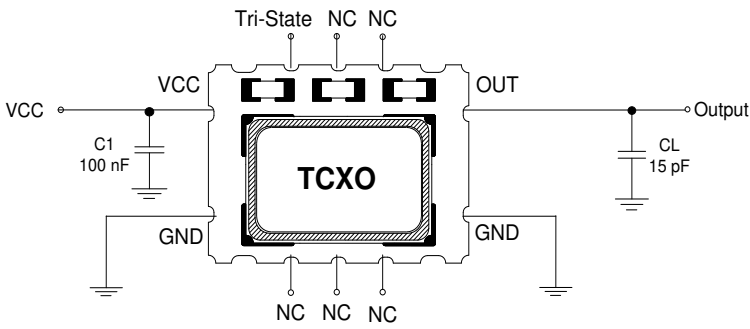 Tri-State NC NC
VCC OUT
VCC Output
C1
100 nF
CL
15 pF
TCXO
GND GND
NC NC NC